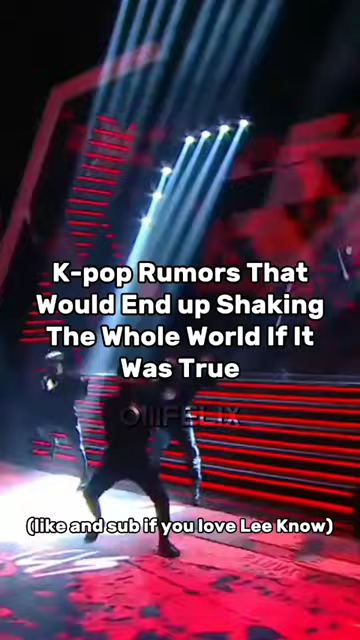 K-pop Rumors That
Would End up Shaking
The Whole World If It
Was True
OIIIFELIX
(like and sub if you love Lee Know)